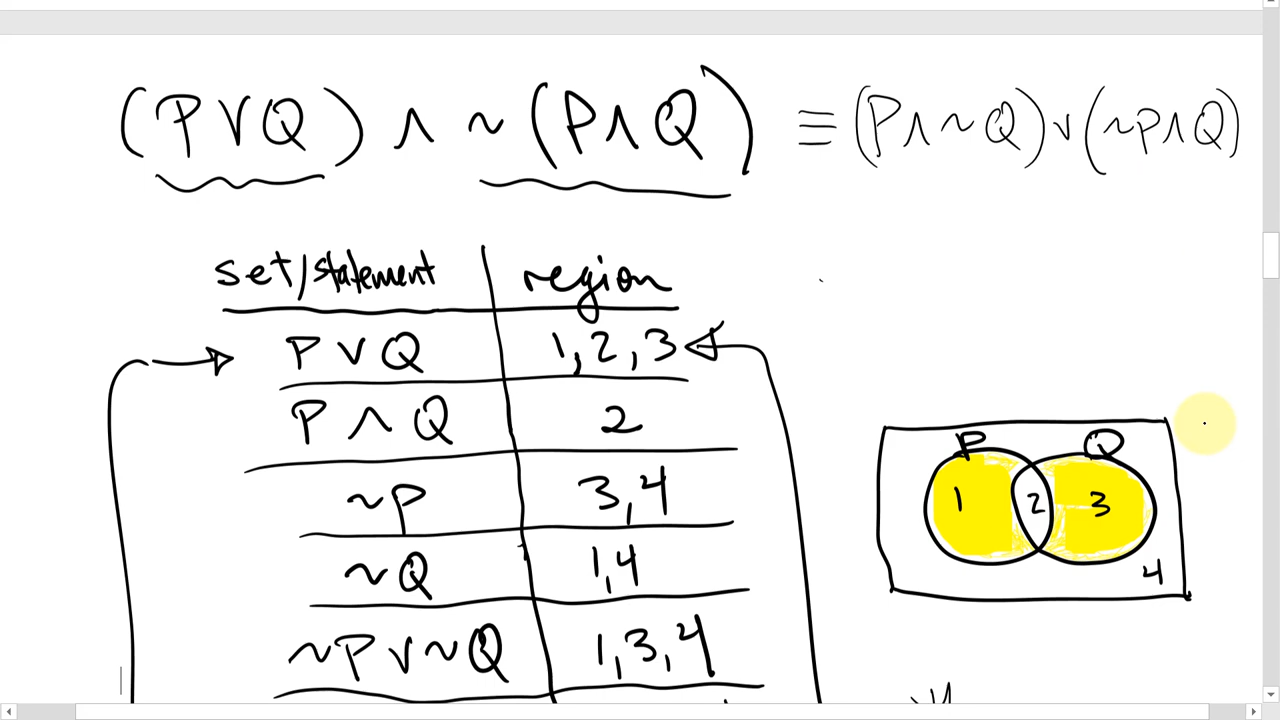 (P∨Q) ∧ ~(P∧Q) ≡ (P∧~Q)∨(~P∧Q)
set/statement region
P∨Q 1,2,3
P∧Q 2
~P 3,4
~Q 1,4
~P∨~Q 1,3,4
P Q
1 2 3
4